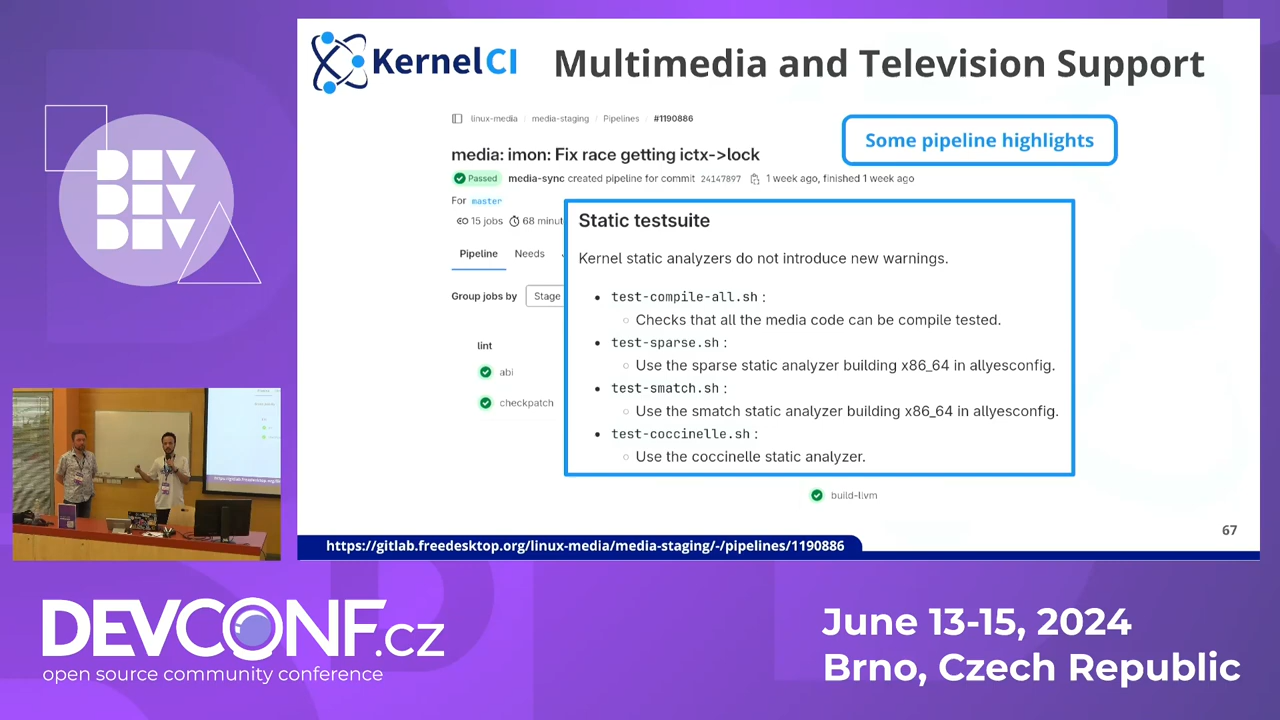 DEV
DEV
DEV
KernelCI
Multimedia and Television Support
linux-media / media-staging / Pipelines / #1190886
Some pipeline highlights
media: imon: Fix race getting ictx->lock
Passed media-sync created pipeline for commit 24147897 1 week ago, finished 1 week ago
For master
15 jobs 68
Pipeline Needs
Group jobs by Stage
lint
abi
checkpatch
Static testsuite
Kernel static analyzers do not introduce new warnings.
• test-compile-all.sh :
○ Checks that all the media code can be compile tested.
• test-sparse.sh :
○ Use the sparse static analyzer building x86_64 in allyesconfig.
• test-smatch.sh :
○ Use the smatch static analyzer building x86_64 in allyesconfig.
• test-coccinelle.sh :
○ Use the coccinelle static analyzer.
build-llvm
67
https://gitlab.freedesktop.org/linux-media/media-staging/-/pipelines/1190886
DEVCONF.cz
open source community conference
June 13-15, 2024
Brno, Czech Republic